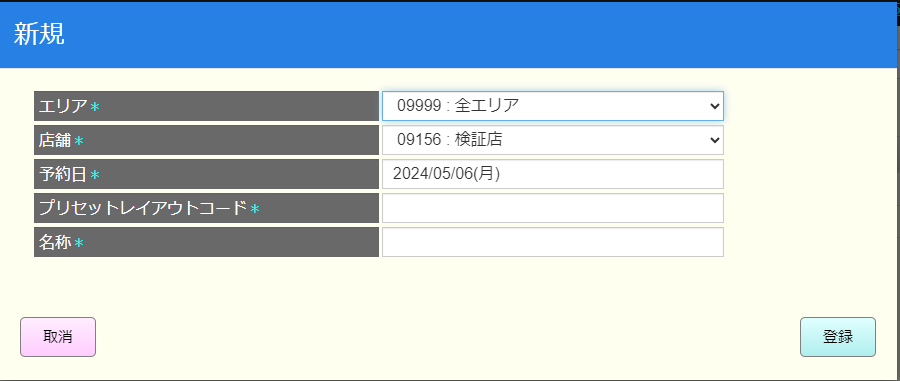 新規
エリア* 09999 : 全エリア
店舗* 09156 : 検証店
予約日* 2024/05/06(月)
プリセットレイアウトコード*
名称*
取消 登録